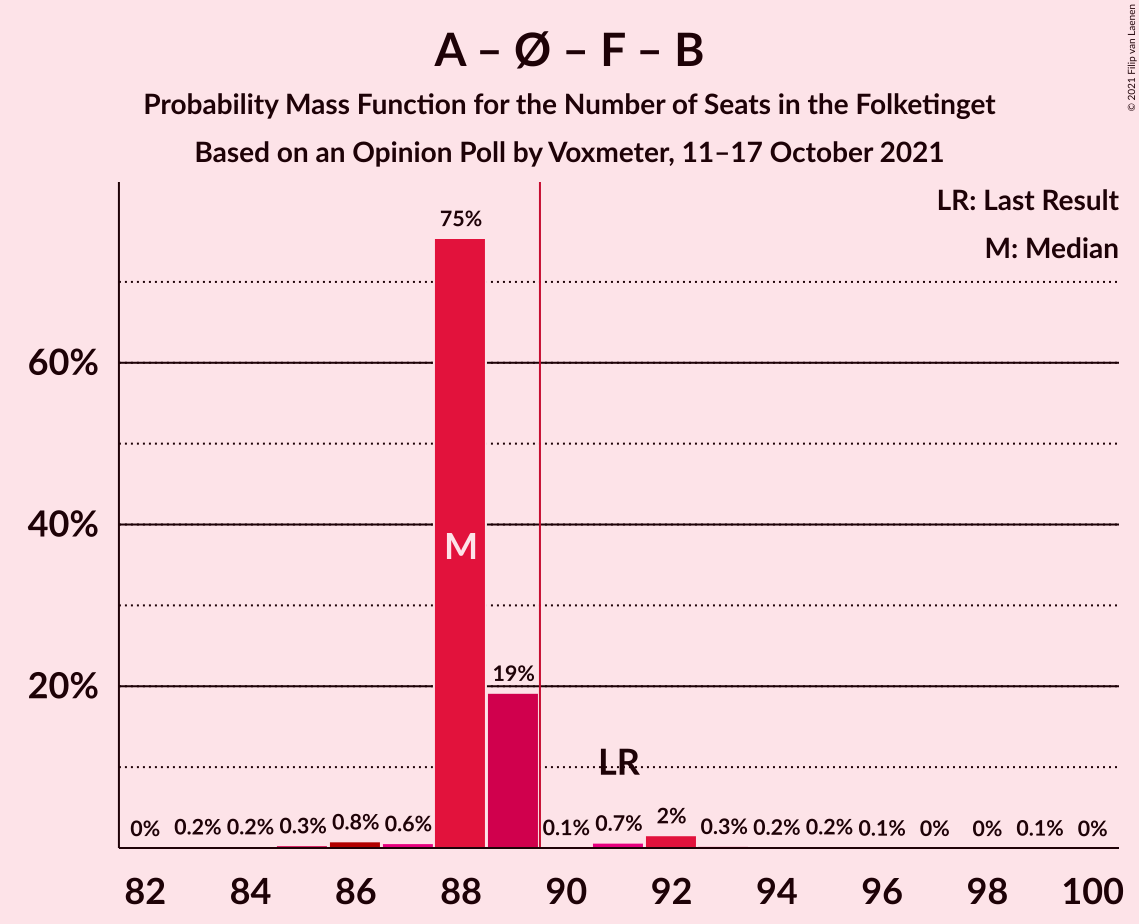 A – Ø – F – B
Probability Mass Function for the Number of Seats in the Folketinget
Based on an Opinion Poll by Voxmeter, 11–17 October 2021
© 2021 Filip van Laenen
LR: Last Result
M: Median
75%
60%
40%
M
20%
19%
LR
0% 0.2% 0.2% 0.3% 0.8% 0.6% 0.1% 0.7% 2% 0.3% 0.2% 0.2% 0.1% 0% 0% 0.1% 0%
82 84 86 88 90 92 94 96 98 100